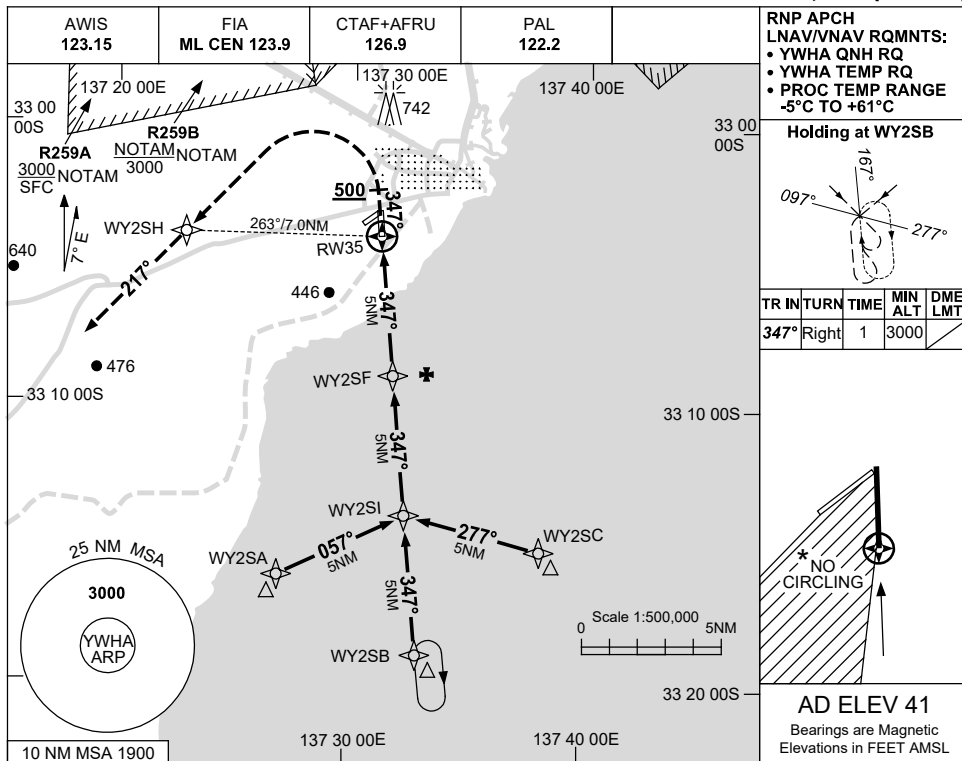 AWIS
123.15
FIA
ML CEN 123.9
CTAF+AFRU
126.9
PAL
122.2
RNP APCH
LNAV/VNAV RQMNTS:
• YWHA QNH RQ
• YWHA TEMP RQ
• PROC TEMP RANGE
-5°C TO +61°C
137 20 00E
137 30 00E
137 40 00E
33 00
00S
33 00
00S
742
R259A
3000
SFC
NOTAM
R259B
NOTAM
3000
NOTAM
7° E
640
WY2SH
263°/7.0NM
500
347°
RW35
217°
446
476
347°
5NM
WY2SF
33 10 00S
33 10 00S
347°
5NM
WY2SI
WY2SA
057°
5NM
277°
5NM
WY2SC
347°
5NM
WY2SB
25 NM MSA
3000
YWHA
ARP
Scale 1:500,000
0
5NM
33 20 00S
137 30 00E
137 40 00E
10 NM MSA 1900
Holding at WY2SB
167°
097°
277°
TR IN
TURN
TIME
MIN
ALT
DME
LMT
347°
Right
1
3000
* NO
CIRCLING
AD ELEV 41
Bearings are Magnetic
Elevations in FEET AMSL